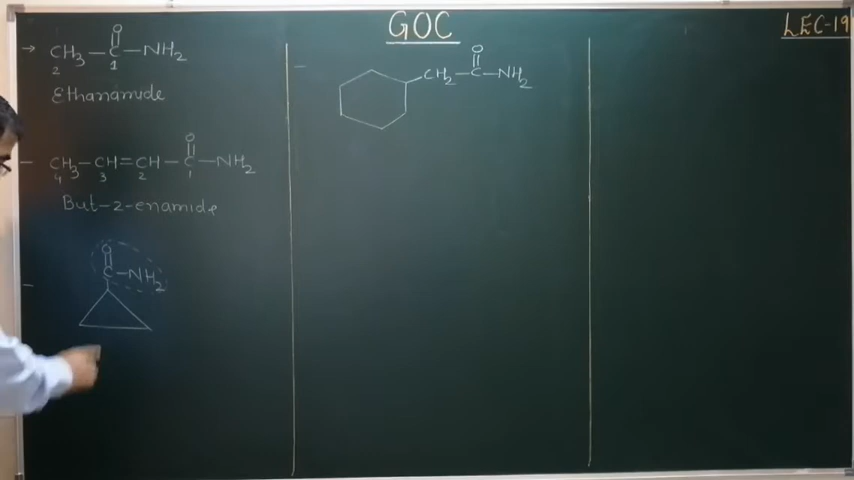 GOC
LEC-19
→ CH3-C-NH2
O
2 1
Ethanamide
- CH3-CH=CH-C-NH2
O
4 3 2 1
But-2-enamide
O
- C-NH2
O
- CH2-C-NH2